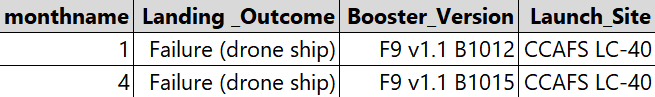 monthname Landing _Outcome Booster_Version Launch_Site
1 Failure (drone ship) F9 v1.1 B1012 CCAFS LC-40
4 Failure (drone ship) F9 v1.1 B1015 CCAFS LC-40